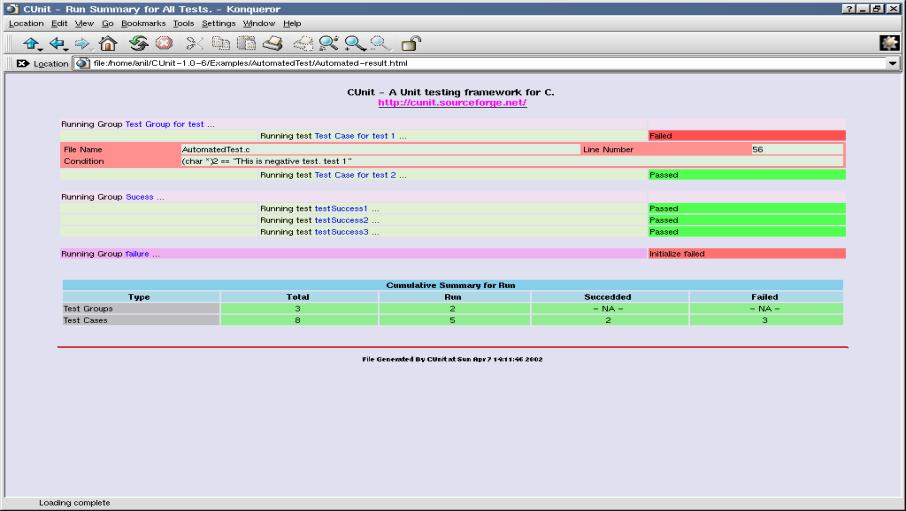 CUnit - Run Summary for All Tests. - Konqueror
Location Edit View Go Bookmarks Tools Settings Window Help
Location file:/home/anil/CUnit-1.0-6/Examples/AutomatedTest/Automated-result.html
CUnit - A Unit testing framework for C.
http://cunit.sourceforge.net/
Running Group Test Group for test ...
Running test Test Case for test 1 ... Failed
File Name AutomatedTest.c Line Number 56
Condition (char *)2 == "THis is negative test. test 1"
Running test Test Case for test 2 ... Passed
Running Group Sucess ...
Running test testSuccess1 ... Passed
Running test testSuccess2 ... Passed
Running test testSuccess3 ... Passed
Running Group failure ... Initialize failed
Cumulative Summary for Run
Type Total Run Succedded Failed
Test Groups 3 2 - NA - - NA -
Test Cases 8 5 2 3
File Generated By CUnit at Sun Apr 7 14:11:46 2002
Loading complete